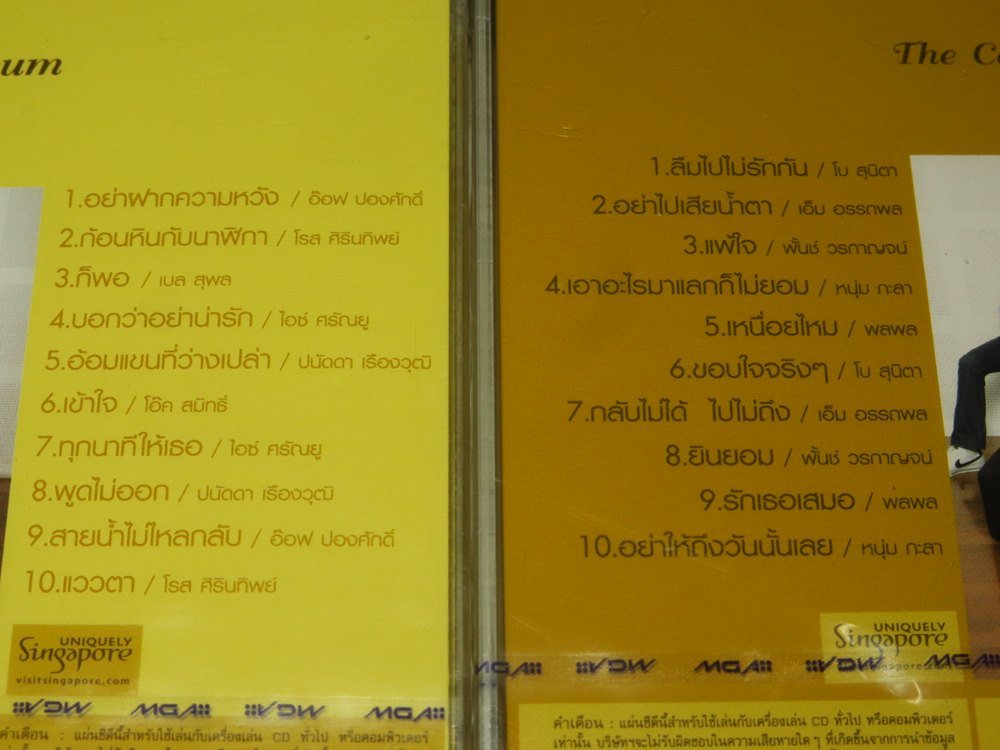 um
1.อย่าฝากความหวัง / อ๊อฟ ปองศักดิ์
2.ก้อนหินกับนาฬิกา / โรส ศิรินทิพย์
3.ก็พอ / เบล สุพล
4.บอกว่าอย่าน่ารัก / ไอซ์ ศรัณยู
5.อ้อมแขนที่ว่างเปล่า / ปนัดดา เรืองวุฒิ
6.เข้าใจ / โอ๊ค สมิทธิ์
7.ทุกนาทีให้เธอ / ไอซ์ ศรัณยู
8.พูดไม่ออก / ปนัดดา เรืองวุฒิ
9.สายน้ำไม่ไหลกลับ / อ๊อฟ ปองศักดิ์
10.แววตา / โรส ศิรินทิพย์
UNIQUELY
Singapore
visitsingapore.com
MGA MGA MGA MGA
คำเตือน : แผ่นซีดีนี้สำหรับใช้เล่นกับเครื่องเล่น CD ทั่วไป หรือคอมพิวเตอร์
The C
1.ลืมไปไม่รักกัน / โบ สุนิตา
2.อย่าไปเสียน้ำตา / เอ็ม อรรถพล
3.แพ้ใจ / พั้นช์ วรกาญจน์
4.เอาอะไรมาแลกก็ไม่ยอม / หนุ่ม กะลา
5.เหนื่อยไหม / พลพล
6.ขอบใจจริงๆ / โบ สุนิตา
7.กลับไม่ได้ ไปไม่ถึง / เอ็ม อรรถพล
8.ยินยอม / พั้นช์ วรกาญจน์
9.รักเธอเสมอ / พลพล
10.อย่าให้ถึงวันนั้นเลย / หนุ่ม กะลา
UNIQUELY
Singapore
singapore.com
MGA MGA MGA MGA MGA
คำเตือน : แผ่นซีดีนี้สำหรับใช้เล่นกับเครื่องเล่น CD ทั่วไป หรือคอมพิวเตอร์
เท่านั้น บริษัทฯจะไม่รับผิดชอบในความเสียหายใด ๆ ที่เกิดขึ้นจากการนำข้อมูล